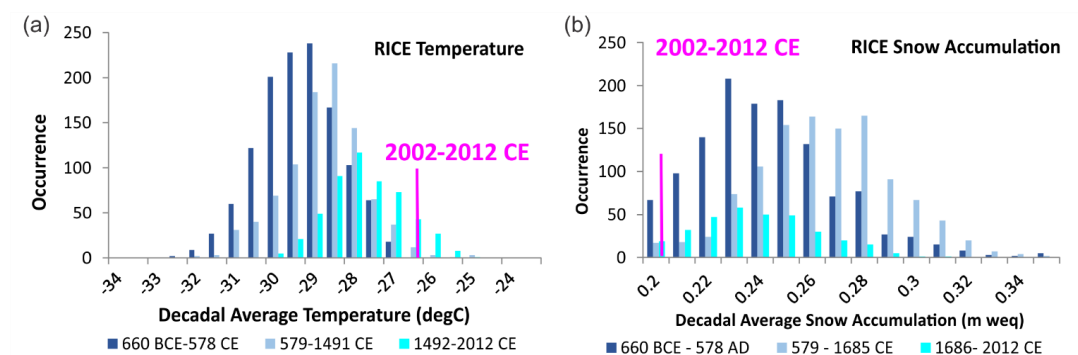 (a)
RICE Temperature
2002-2012 CE
Occurrence
250
200
150
100
50
0
-34 -33 -32 -31 -30 -29 -28 -27 -26 -25 -24
Decadal Average Temperature (degC)
660 BCE-578 CE 579-1491 CE 1492-2012 CE
(b)
2002-2012 CE
RICE Snow Accumulation
Occurrence
250
200
150
100
50
0
0.2 0.22 0.24 0.26 0.28 0.3 0.32 0.34
Decadal Average Snow Accumulation (m weq)
660 BCE - 578 AD 579 - 1685 CE 1686- 2012 CE